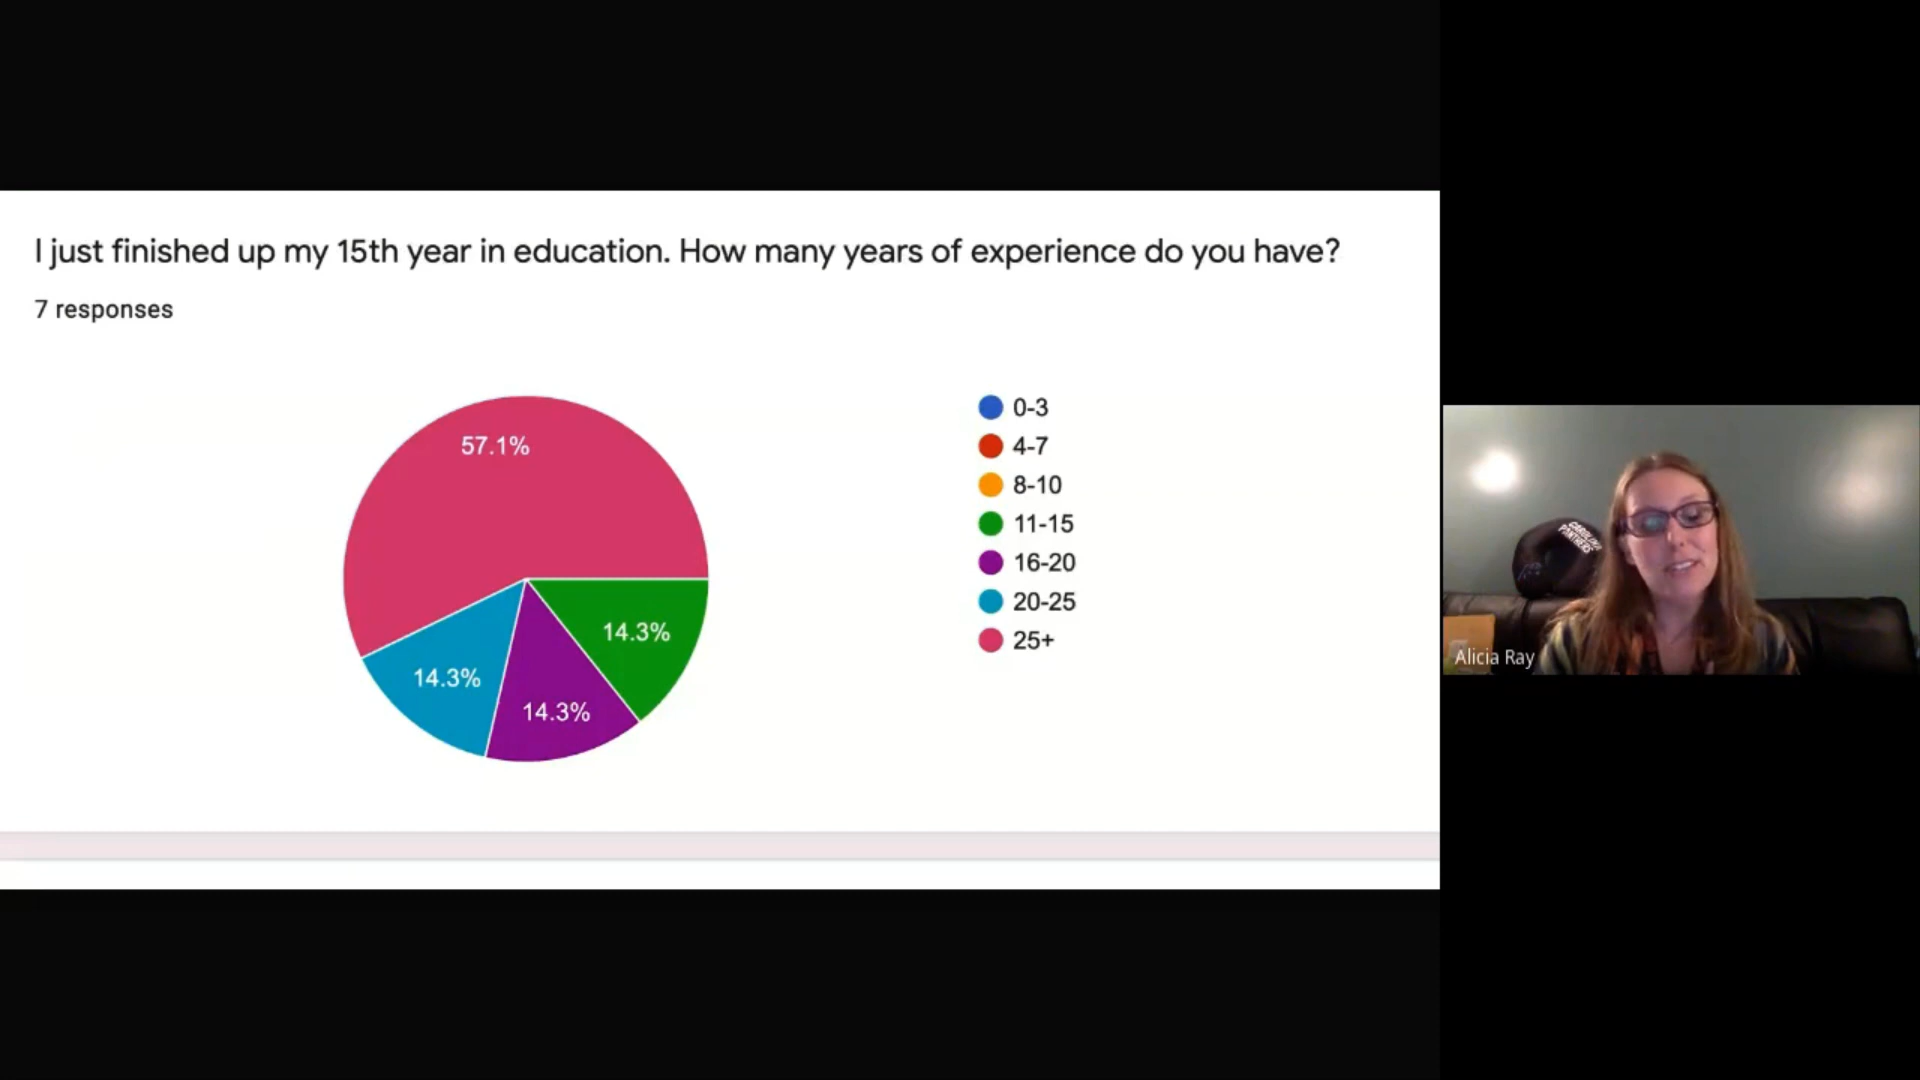 I just finished up my 15th year in education. How many years of experience do you have?
7 responses
57.1%
14.3%
14.3%
14.3%
0-3
4-7
8-10
11-15
16-20
20-25
25+
CAROLINA
PANTHERS
Alicia Ray